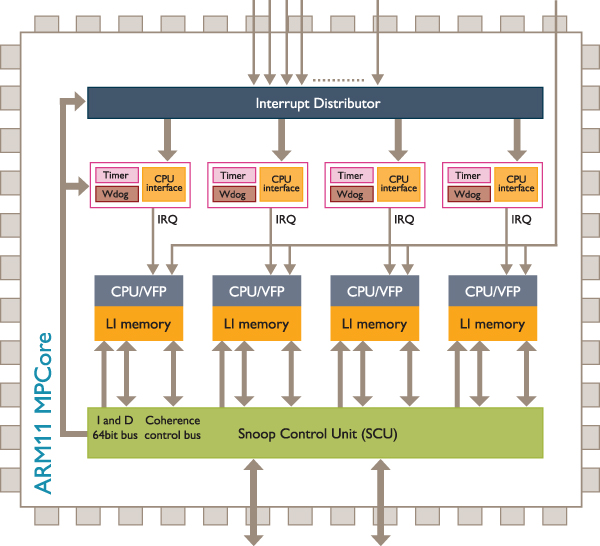 Interrupt Distributor
Timer
Wdog
CPU
interface
Timer
Wdog
CPU
interface
Timer
Wdog
CPU
interface
Timer
Wdog
CPU
interface
IRQ
IRQ
IRQ
IRQ
CPU/VFP
LI memory
CPU/VFP
LI memory
CPU/VFP
LI memory
CPU/VFP
LI memory
I and D
64bit bus
Coherence
control bus
Snoop Control Unit (SCU)
ARM11 MPCore